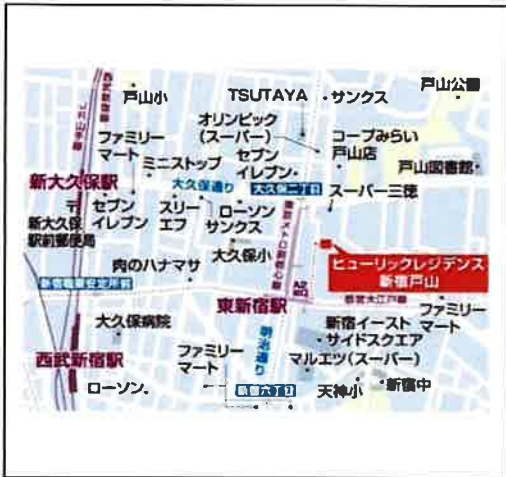 戸山公園
戸山小
TSUTAYA
サンクス
オリンピック
(スーパー)
コープみらい
戸山店
ファミリー
マート
ミニストップ
セブン
イレブン
戸山図書館
新大久保駅
大久保通り
大久保二丁目
スーパー三徳
新大久保
駅前郵便局
セブン
イレブン
スリー
エフ
ローソン
サンクス
大久保小
ヒューリックレジデンス
新宿戸山
肉のハナマサ
新宿職業安定所前
東新宿駅
都営大江戸線
ファミリー
マート
大久保病院
明治通り
新宿イースト
サイドスクエア
西武新宿駅
ファミリー
マート
マルエツ(スーパー)
ローソン
新宿六丁目
天神小
新宿中